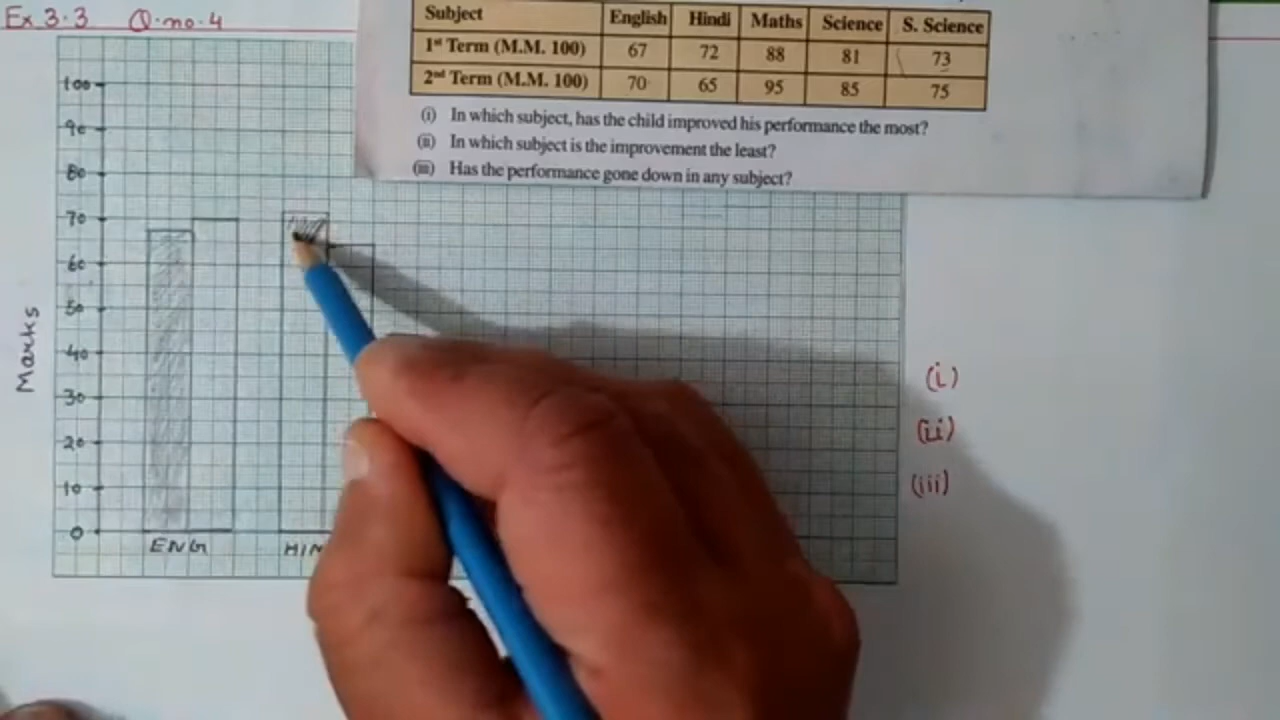 Ex 3.3 Q.no.4
Subject English Hindi Maths Science S. Science
1st Term (M.M. 100) 67 72 88 81 73
2nd Term (M.M. 100) 70 65 95 85 75
(i) In which subject, has the child improved his performance the most?
(ii) In which subject is the improvement the least?
(iii) Has the performance gone down in any subject?
100
90
80
70
60
50
40
30
20
10
0
Marks
ENG HIN
(i)
(ii)
(iii)